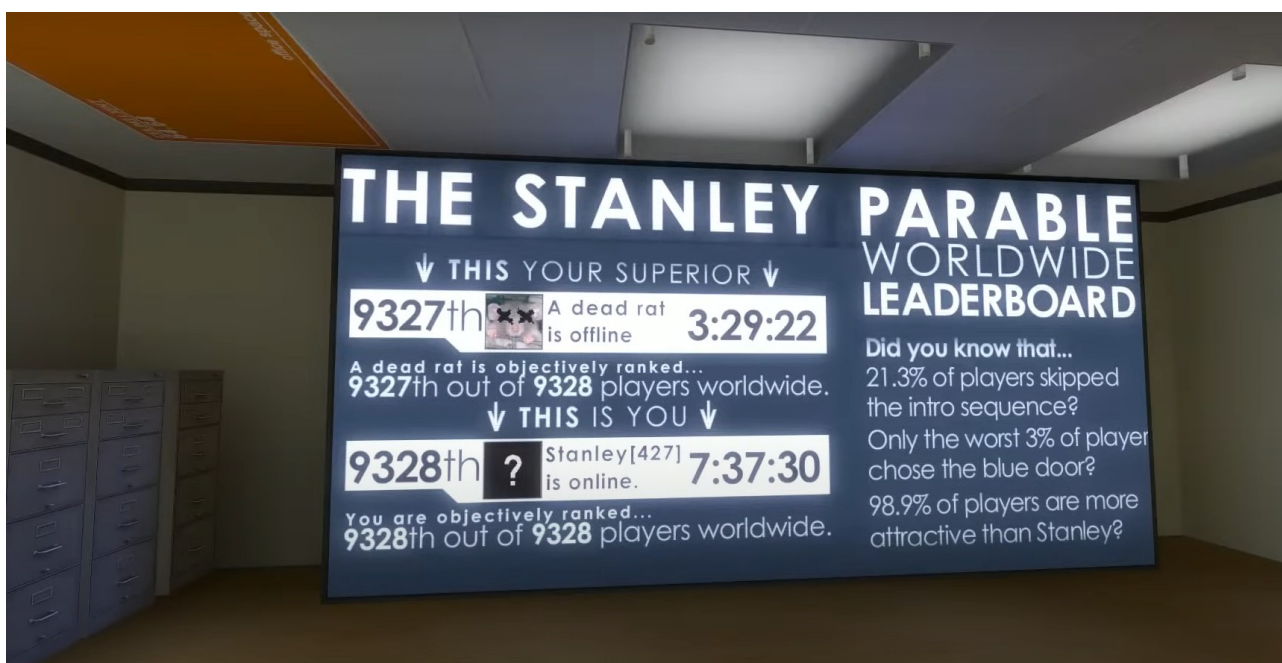 office space
THE STANLEY PARABLE
WORLDWIDE
LEADERBOARD
THIS YOUR SUPERIOR
9327th
A dead rat
is offline
3:29:22
A dead rat is objectively ranked...
9327th out of 9328 players worldwide.
THIS IS YOU
9328th
?
Stanley[427]
is online.
7:37:30
You are objectively ranked...
9328th out of 9328 players worldwide.
Did you know that...
21.3% of players skipped
the intro sequence?
Only the worst 3% of player
chose the blue door?
98.9% of players are more
attractive than Stanley?